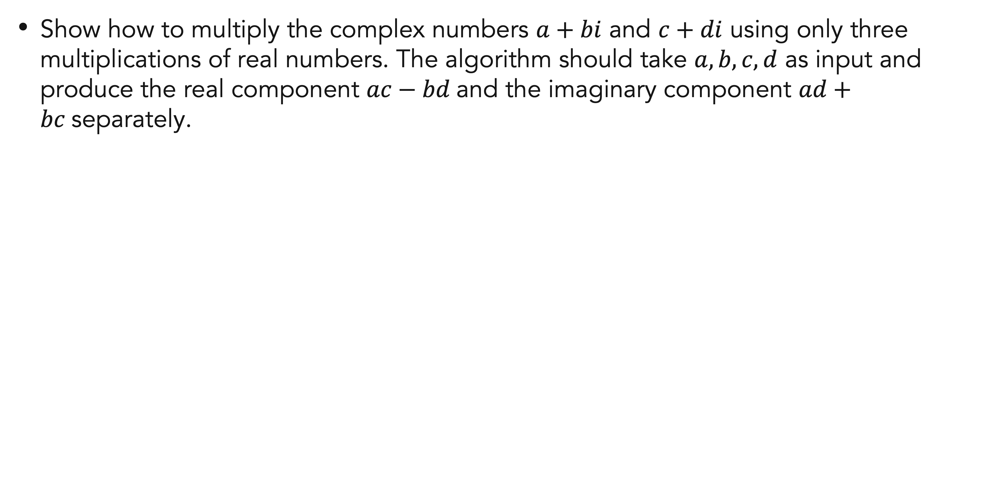 • Show how to multiply the complex numbers a + bi and c + di using only three
multiplications of real numbers. The algorithm should take a, b, c, d as input and
produce the real component ac − bd and the imaginary component ad +
bc separately.